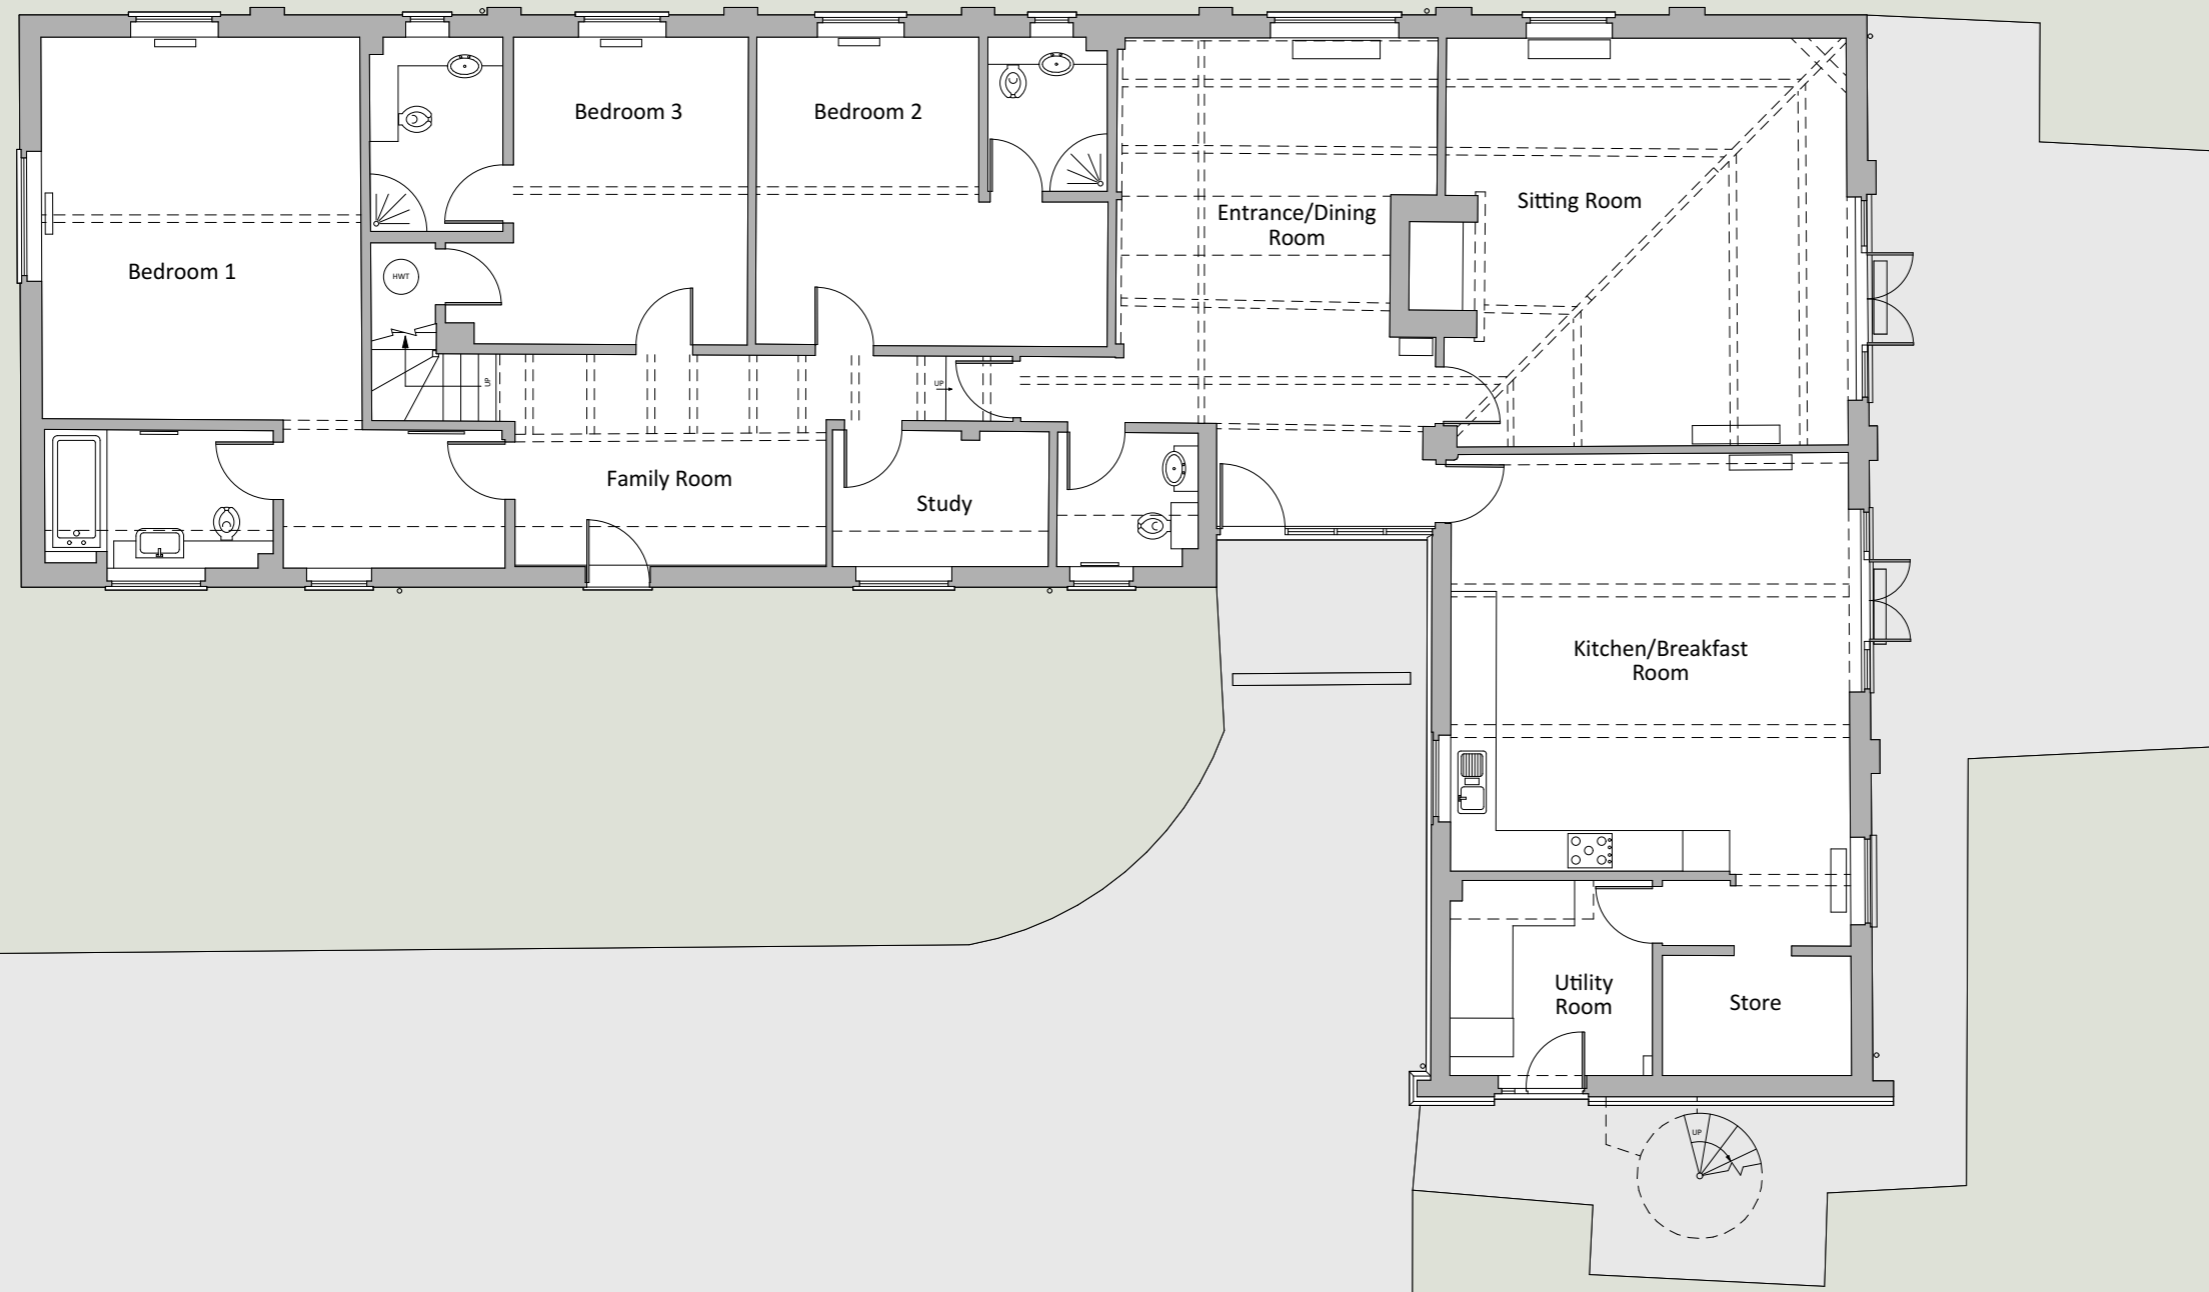 Bedroom 3
Bedroom 2
Sitting Room
Entrance/Dining
Room
Bedroom 1
HWT
UP
UP
Family Room
Study
Kitchen/Breakfast
Room
Utility
Room
Store
UP